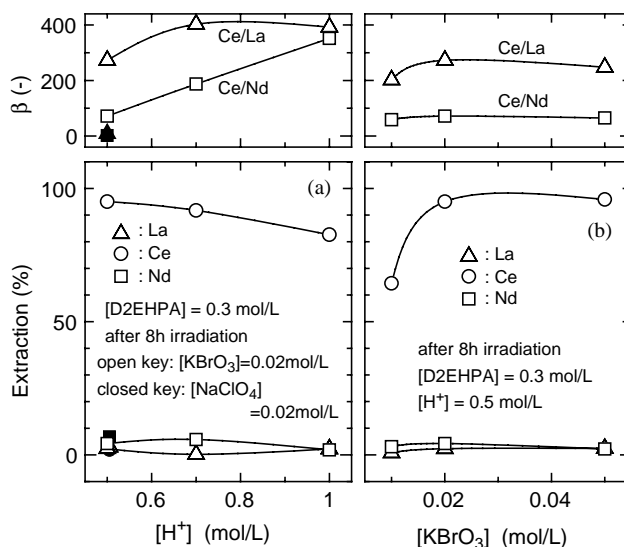 400
200
0
β (-)
Ce/La
Ce/Nd
Ce/La
Ce/Nd
100
50
0
Extraction (%)
(a)
△ : La
○ : Ce
□ : Nd
[D2EHPA] = 0.3 mol/L
after 8h irradiation
open key: [KBrO₃]=0.02mol/L
closed key: [NaClO₄]
=0.02mol/L
(b)
△ : La
○ : Ce
□ : Nd
after 8h irradiation
[D2EHPA] = 0.3 mol/L
[H⁺] = 0.5 mol/L
0.6 0.8 1
[H⁺] (mol/L)
0.02 0.04
[KBrO₃] (mol/L)